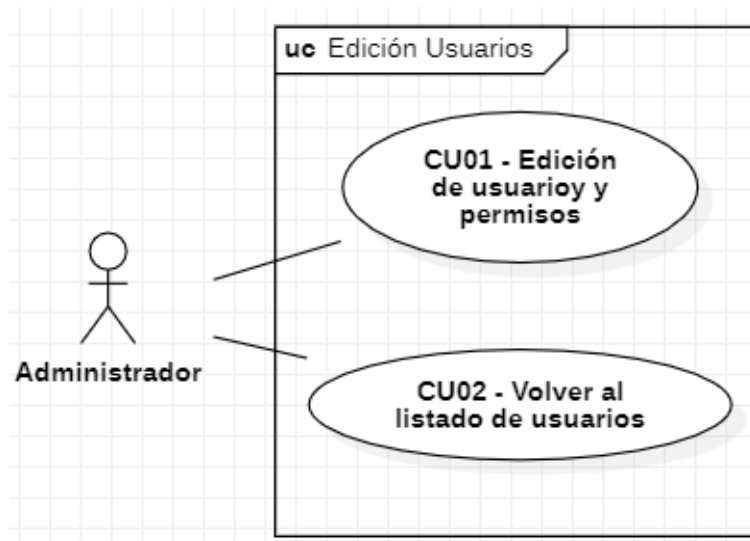 uc Edición Usuarios
CU01 - Edición
de usuarioy y
permisos
Administrador
CU02 - Volver al
listado de usuarios